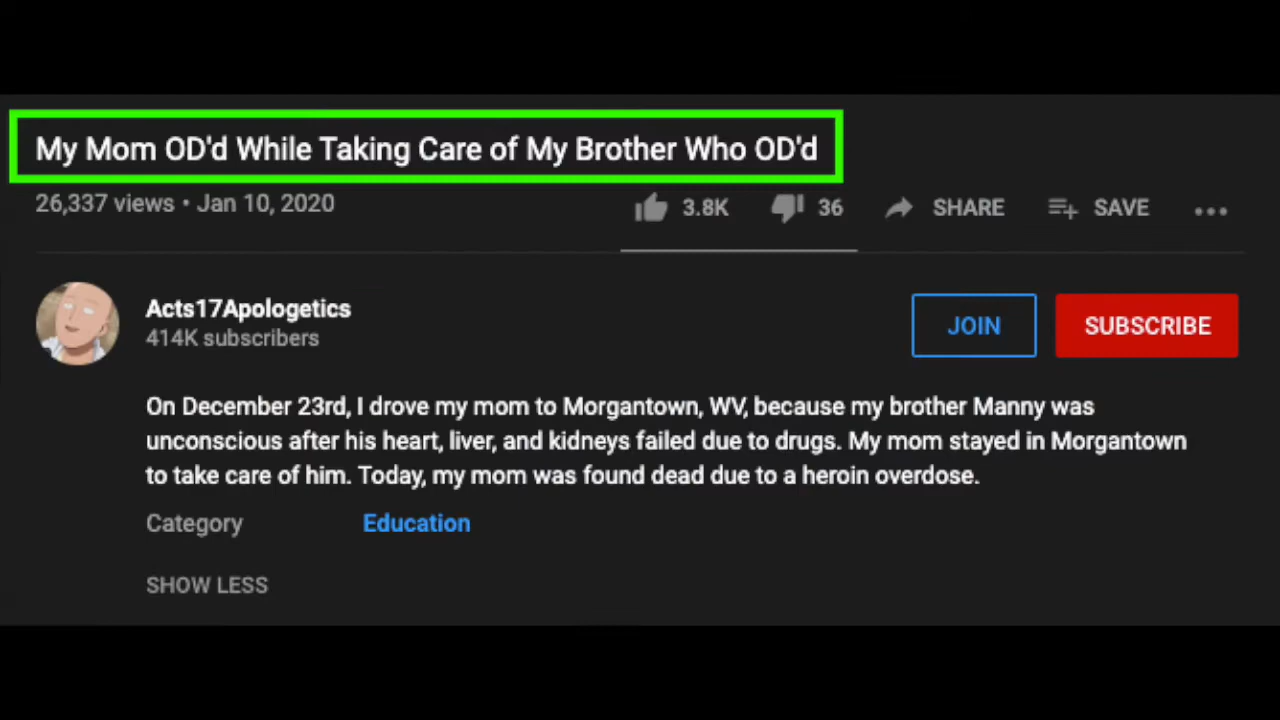 My Mom OD'd While Taking Care of My Brother Who OD'd
26,337 views • Jan 10, 2020
3.8K 36 SHARE SAVE
Acts17Apologetics
414K subscribers
JOIN SUBSCRIBE
On December 23rd, I drove my mom to Morgantown, WV, because my brother Manny was
unconscious after his heart, liver, and kidneys failed due to drugs. My mom stayed in Morgantown
to take care of him. Today, my mom was found dead due to a heroin overdose.
Category Education
SHOW LESS